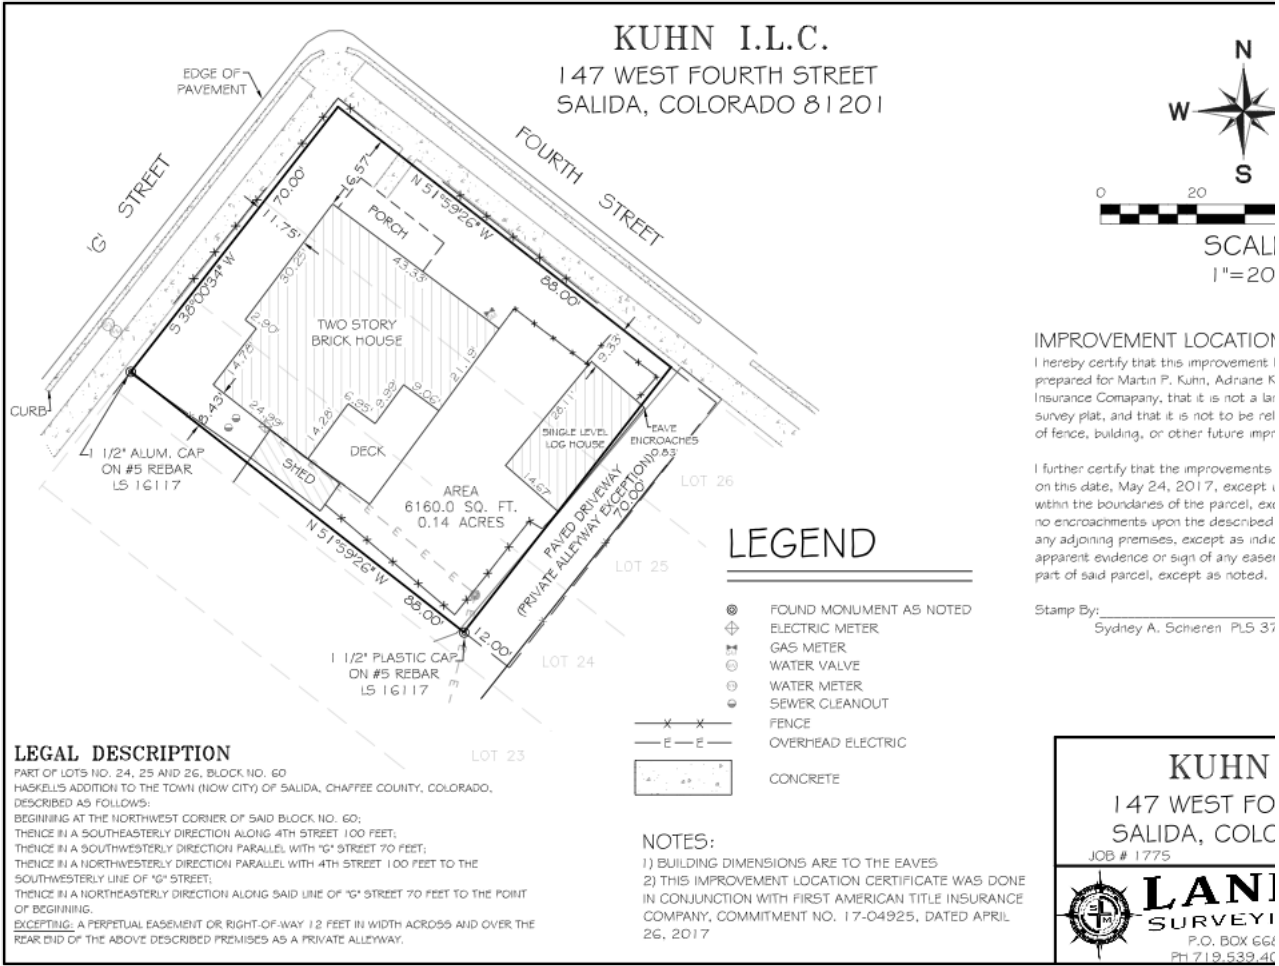 KUHN I.L.C.
147 WEST FOURTH STREET
SALIDA, COLORADO 81201
EDGE OF
PAVEMENT
'G' STREET
FOURTH STREET
N
W
S
0 20
1"=20
IMPROVEMENT LOCATION
I hereby certify that this improvement
prepared for Martin P. Kuhn, Adriane K
Insurance Comapany, that it is not a
survey plat, and that it is not to be
of fence, building, or other future
I further certify that the improvements
on this date, May 24, 2017, except
within the boundaries of the parcel,
no encroachments upon the described
any adjoining premises, except as
apparent evidence or sign of any
part of said parcel, except as noted.
Stamp By:
Sydney A. Schieren PLS 37
70.00'
6.57'
N 51°59'26" W
88.00'
11.75'
PORCH
43.33'
30.25'
S 38°00'34" W
TWO STORY
BRICK HOUSE
2.90'
14.78'
21.19'
9.33'
8.43'
24.99'
14.28'
6.95'
9.99'
9.06'
28.11'
SINGLE LEVEL
LOG HOUSE
EAVE
ENCROACHES
0.83'
CURB
1 1/2" ALUM. CAP
ON #5 REBAR
LS 16117
SHED
DECK
14.67'
AREA
6160.0 SQ. FT.
0.14 ACRES
PAVED DRIVEWAY
(PRIVATE ALLEYWAY EXCEPTION)
70.00'
LOT 26
LOT 25
LOT 24
LOT 23
N 51°59'26" W
88.00'
12.00'
E
E
E
E
E
1 1/2" PLASTIC CAP
ON #5 REBAR
LS 16117
LEGEND
FOUND MONUMENT AS NOTED
ELECTRIC METER
GAS METER
WATER VALVE
WATER METER
SEWER CLEANOUT
FENCE
E E OVERHEAD ELECTRIC
CONCRETE
LEGAL DESCRIPTION
PART OF LOTS NO. 24, 25 AND 26, BLOCK NO. 60
HASKELL'S ADDITION TO THE TOWN (NOW CITY) OF SALIDA, CHAFFEE COUNTY, COLORADO,
DESCRIBED AS FOLLOWS:
BEGINNING AT THE NORTHWEST CORNER OF SAID BLOCK NO. 60;
THENCE IN A SOUTHEASTERLY DIRECTION ALONG 4TH STREET 100 FEET;
THENCE IN A SOUTHWESTERLY DIRECTION PARALLEL WITH "G" STREET 70 FEET;
THENCE IN A NORTHWESTERLY DIRECTION PARALLEL WITH 4TH STREET 100 FEET TO THE
SOUTHWESTERLY LINE OF "G" STREET;
THENCE IN A NORTHEASTERLY DIRECTION ALONG SAID LINE OF "G" STREET 70 FEET TO THE POINT
OF BEGINNING.
EXCEPTING: A PERPETUAL EASEMENT OR RIGHT-OF-WAY 12 FEET IN WIDTH ACROSS AND OVER THE
REAR END OF THE ABOVE DESCRIBED PREMISES AS A PRIVATE ALLEYWAY.
NOTES:
1) BUILDING DIMENSIONS ARE TO THE EAVES
2) THIS IMPROVEMENT LOCATION CERTIFICATE WAS DONE
IN CONJUNCTION WITH FIRST AMERICAN TITLE INSURANCE
COMPANY, COMMITMENT NO. 17-04925, DATED APRIL
26, 2017
KUHN
147 WEST FO
SALIDA, COLO
JOB # 1775
LAN
SURVEYI
P.O. BOX 66
PH 719.539.40